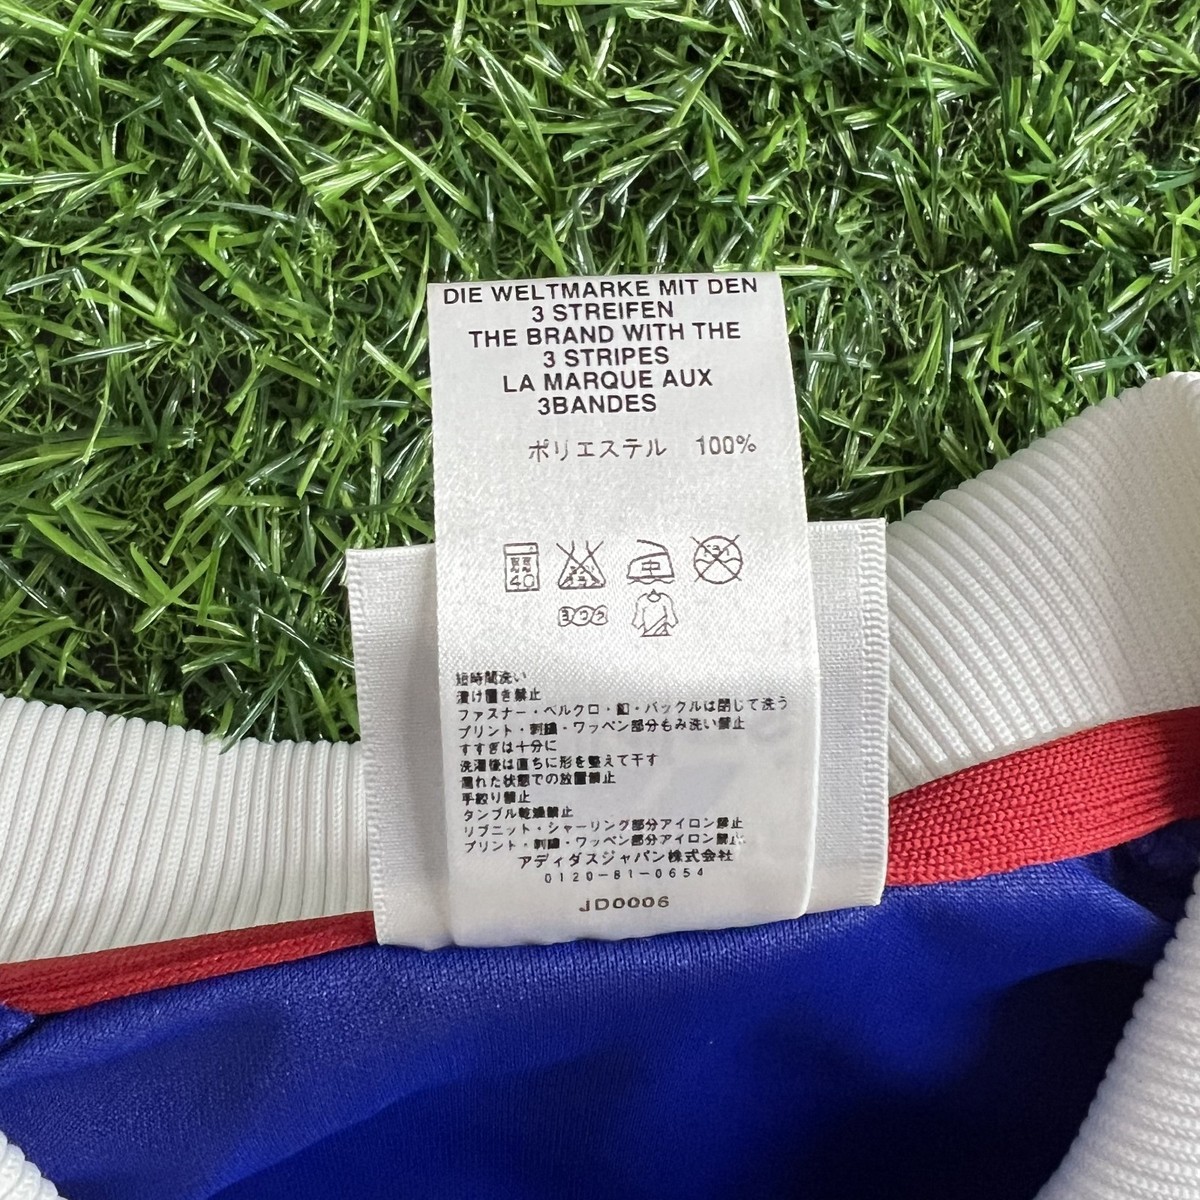 DIE WELTMARKE MIT DEN
3 STREIFEN
THE BRAND WITH THE
3 STRIPES
LA MARQUE AUX
3BANDES
ポリエステル 100%
40 中
短時間洗い
漬け置き禁止
ファスナー・ベルクロ・釦・バックルは閉じて洗う
プリント・刺繍・ワッペン部分もみ洗い禁止
すすぎは十分に
洗濯後は直ちに形を整えて干す
濡れた状態での放置禁止
手絞り禁止
タンブル乾燥禁止
リブニット・シャーリング部分アイロン禁止
プリント・刺繍・ワッペン部分アイロン禁止
アディダスジャパン株式会社
0120-81-0654
JD0006